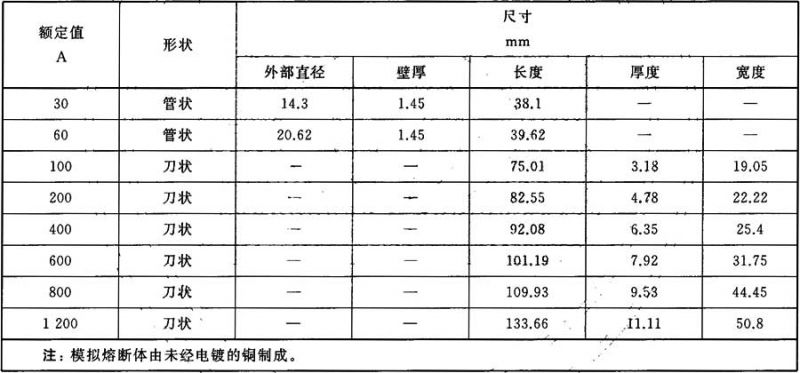 额定值
A
形状
尺寸
mm
外部直径 壁厚 长度 厚度 宽度
30 管状 14.3 1.45 38.1 — —
60 管状 20.62 1.45 39.62 — —
100 刀状 — — 75.01 3.18 19.05
200 刀状 — — 82.55 4.78 22.22
400 刀状 — — 92.08 6.35 25.4
600 刀状 — — 101.19 7.92 31.75
800 刀状 — — 109.93 9.53 44.45
1 200 刀状 — — 133.66 11.11 50.8
注:模拟熔断体由未经电镀的铜制成。